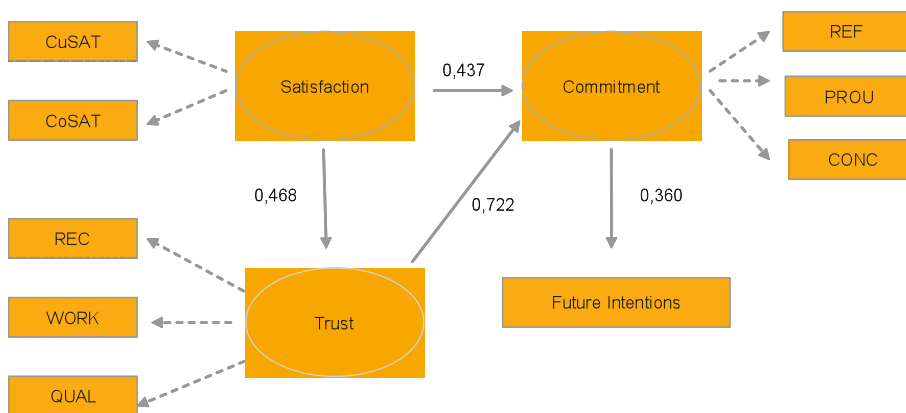 CuSAT
REF
0,437
Satisfaction
Commitment
PROU
CoSAT
CONC
0,468
0,722
0,360
REC
Future Intentions
WORK
Trust
QUAL